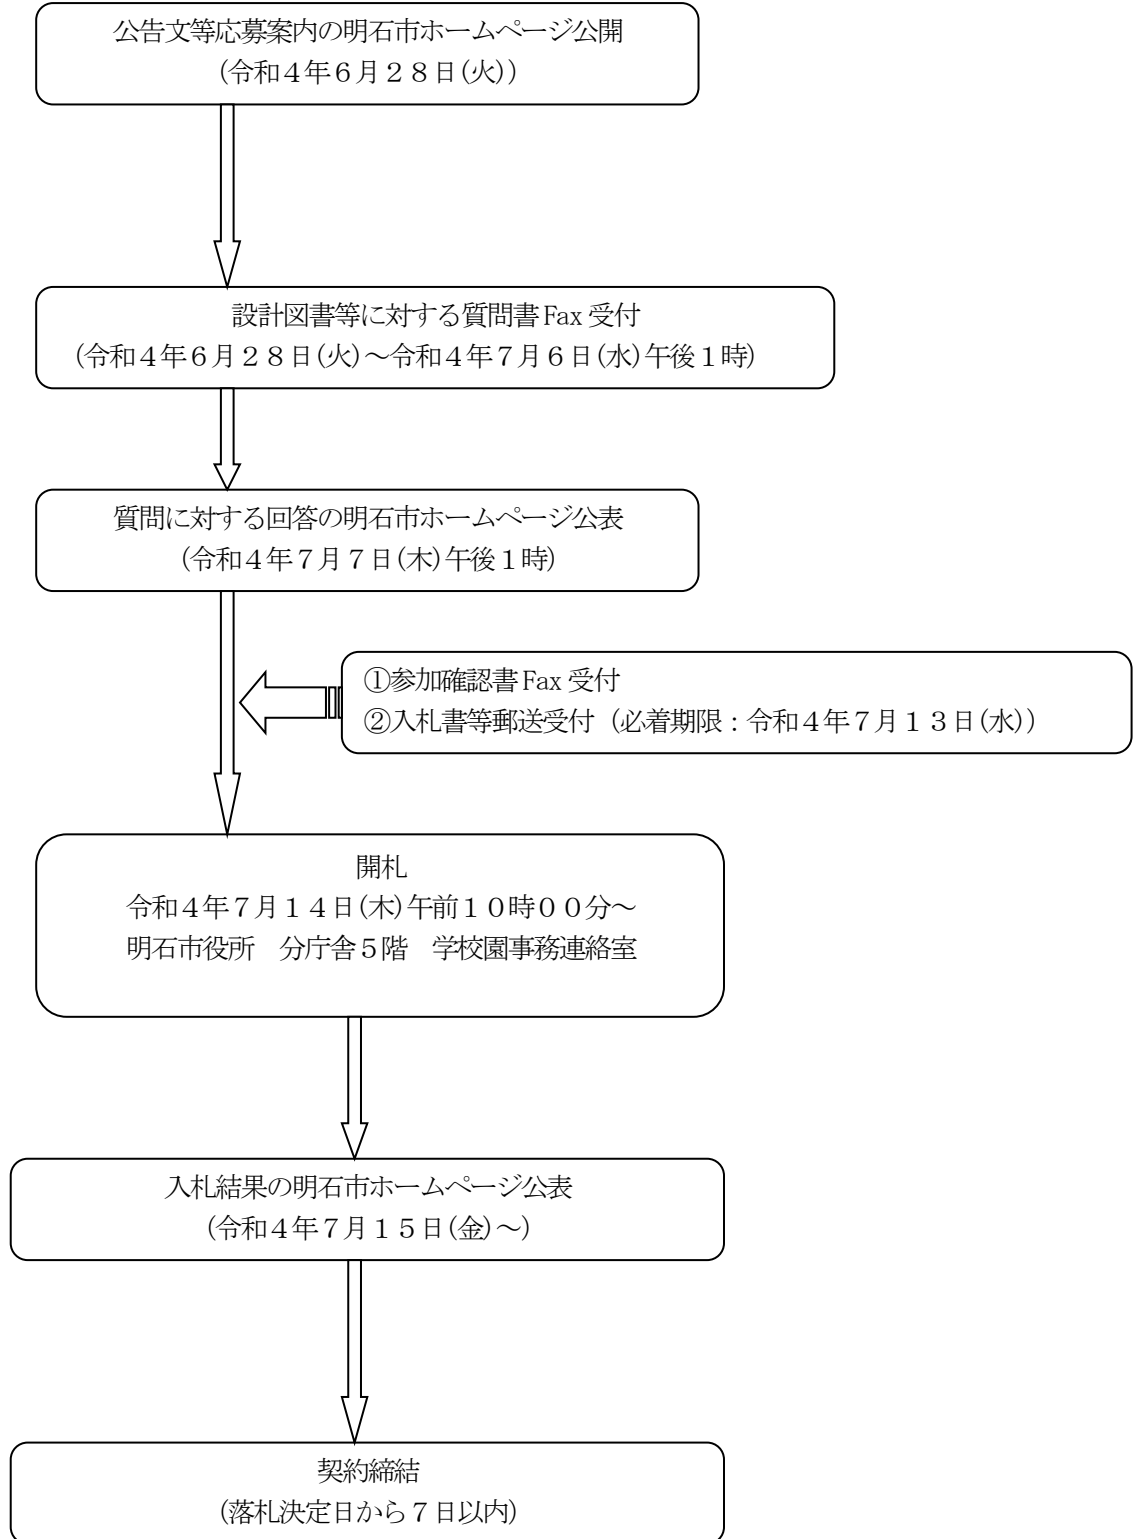 公告文等応募案内の明石市ホームページ公開
(令和４年６月２８日(火))
設計図書等に対する質問書 Fax 受付
(令和４年６月２８日(火)～令和４年７月６日(水)午後１時)
質問に対する回答の明石市ホームページ公表
(令和４年７月７日(木)午後１時)
①参加確認書 Fax 受付
②入札書等郵送受付（必着期限：令和４年７月１３日(水)）
開札
令和４年７月１４日(木)午前１０時００分～
明石市役所　分庁舎５階　学校園事務連絡室
入札結果の明石市ホームページ公表
(令和４年７月１５日(金)～)
契約締結
(落札決定日から７日以内)